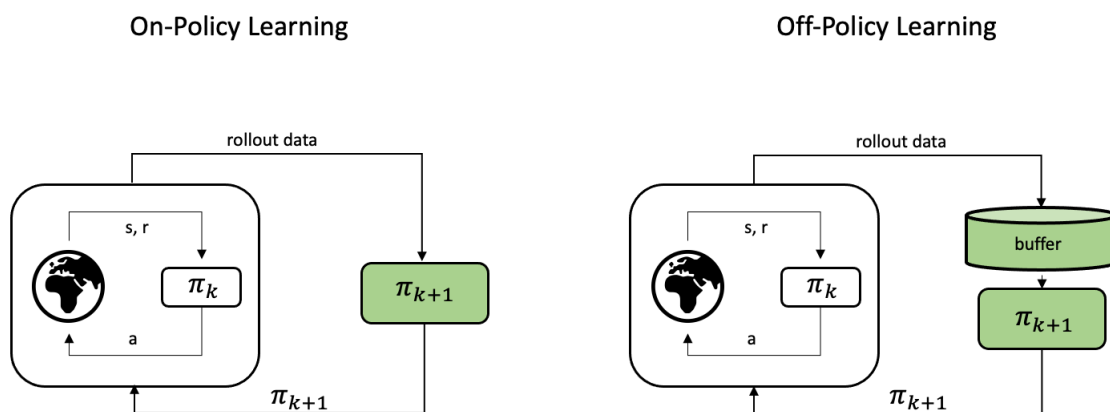 On-Policy Learning
rollout data
s, r
π_k
a
π_{k+1}
π_{k+1}
Off-Policy Learning
rollout data
s, r
π_k
a
buffer
π_{k+1}
π_{k+1}